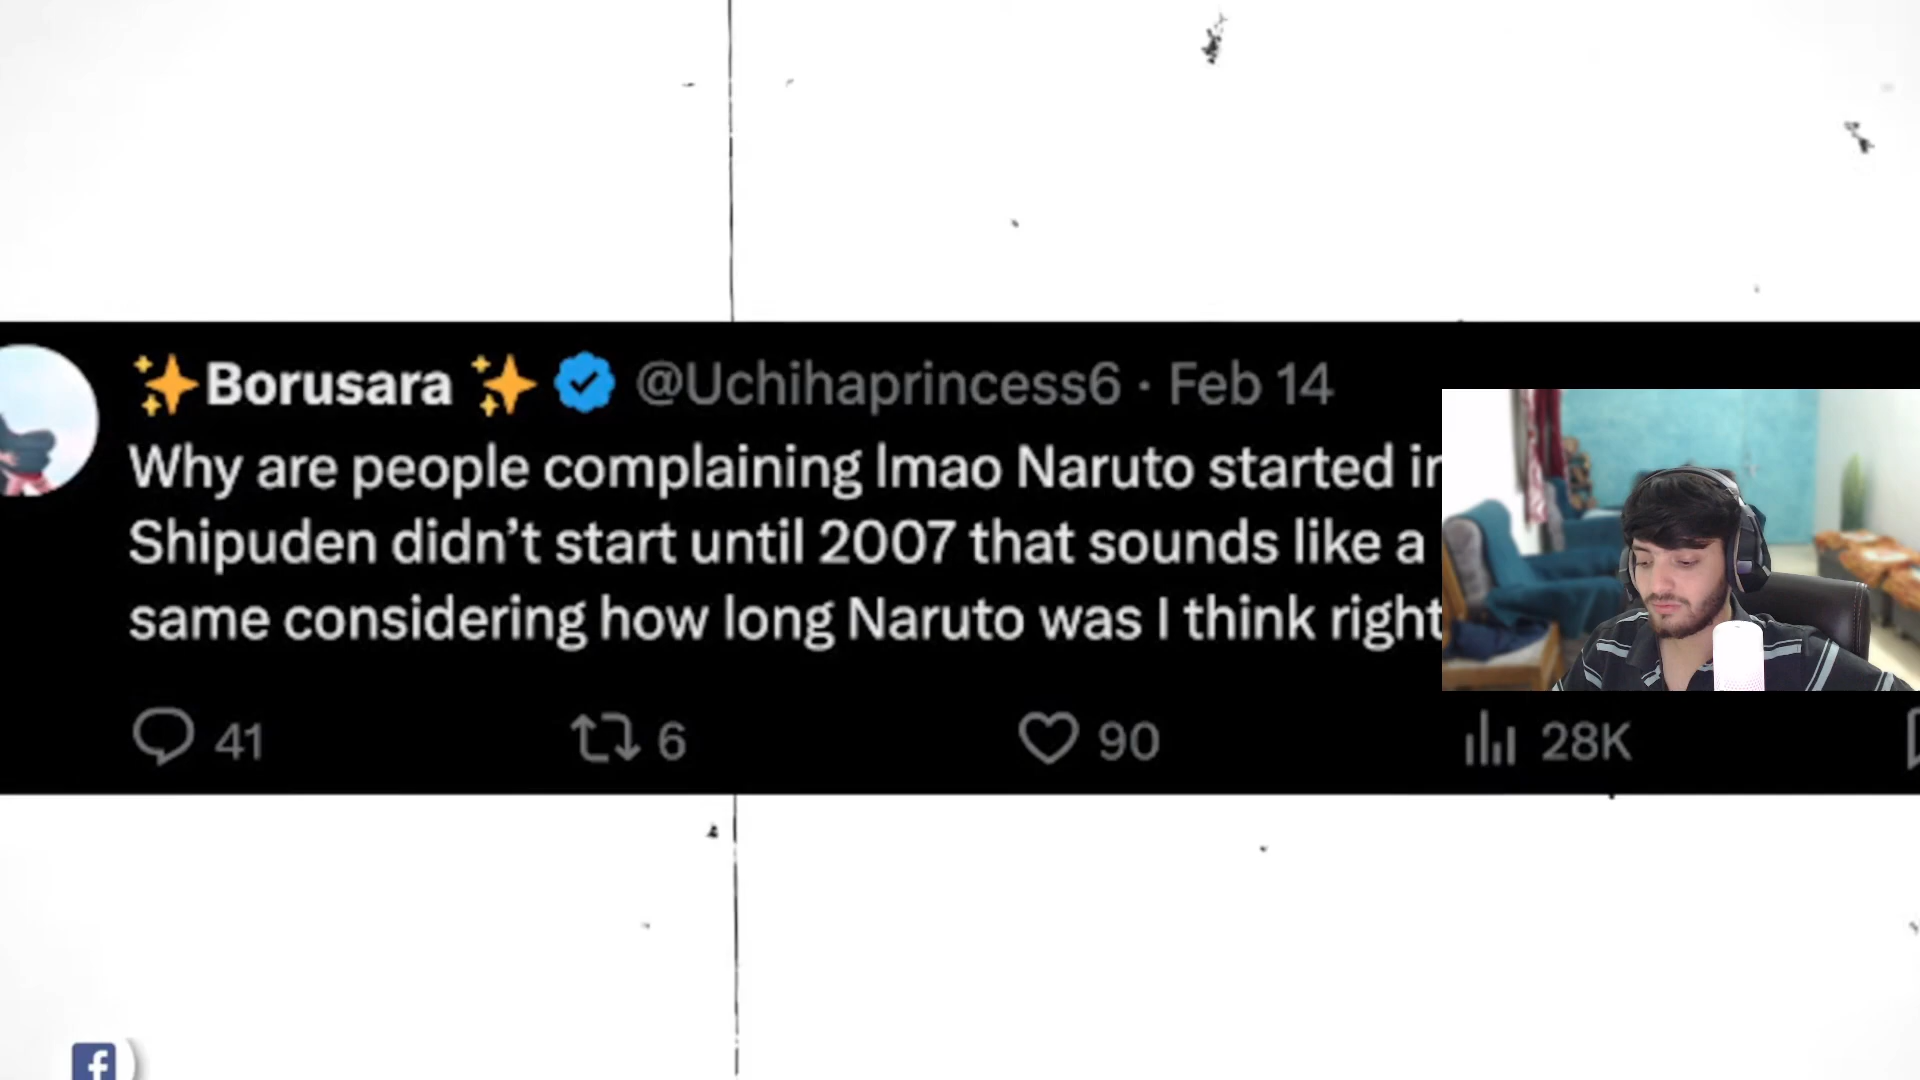 ✨Borusara ✨ @Uchihaprincess6 · Feb 14
Why are people complaining lmao Naruto started in
Shipuden didn’t start until 2007 that sounds like a
same considering how long Naruto was I think right
41 6 90 28K